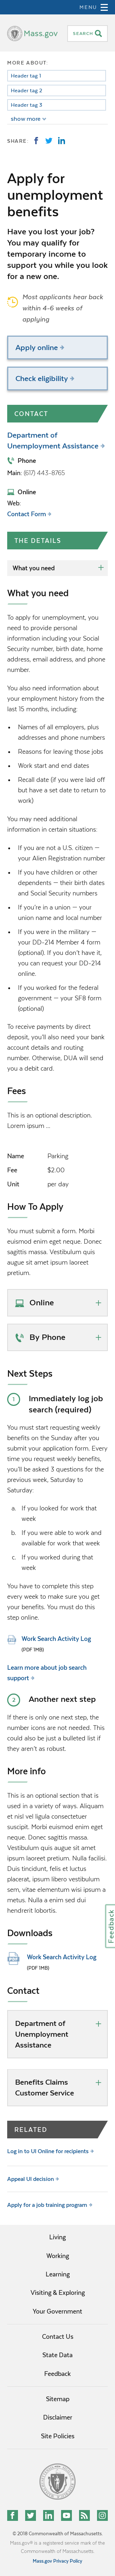 MENU
Mass.gov
SEARCH
MORE ABOUT
Header tag 1
Header tag 2
Header tag 3
show more
SHARE
Apply for
unemployment
benefits
Have you lost your job?
You may qualify for
temporary income to
support you while you look
for a new one.
Most applicants hear back
within 4-6 weeks of
applying
Apply online
Check eligibility
CONTACT
Department of
Unemployment Assistance
Phone
Main: (617) 443-8765
Online
Web:
Contact Form
THE DETAILS
What you need
What you need
To apply for unemployment, you
need to provide personal
information including your Social
Security number, birth date, home
address, email address, and phone
number.
You also need information about
your employment history from the
last 15 months, including:
Names of all employers, plus
addresses and phone numbers
Reasons for leaving those jobs
Work start and end dates
Recall date (if you were laid off
but have a set date to return to
work)
You may need additional
information in certain situations:
If you are not a U.S. citizen —
your Alien Registration number
If you have children or other
dependents — their birth dates
and Social Security numbers
If you're in a union — your
union name and local number
If you were in the military —
your DD-214 Member 4 form
(optional). If you don't have it,
you can request your DD-214
online.
If you worked for the federal
government — your SF8 form
(optional)
To receive payments by direct
deposit, you'll also need your bank
account details and routing
number. Otherwise, DUA will send
you a debit card.
Fees
This is an optional description.
Lorem ipsum ...
Name Parking
Fee $2.00
Unit per day
How To Apply
You must submit a form. Morbi
euismod enim eget neque. Donec
sagittis massa. Vestibulum quis
augue sit amet ipsum laoreet
pretium.
Online
By Phone
Next Steps
1 Immediately log job
search (required)
You must start requesting weekly
benefits on the Sunday after you
submit your application form. Every
time you request weekly benefits,
you'll be asked 3 questions for the
previous week, Saturday to
Saturday:
a. If you looked for work that
week
b. If you were able to work and
available for work that week
c. If you worked during that
week
You have to complete this step
every week to make sure you get
your benefits. You must do this
step online.
Work Search Activity Log
(PDF 1MB)
Learn more about job search
support
2 Another next step
If there is only one next step, the
number icon are not needed. This
could also be just a bulleted list if
they aren't a robust.
More info
This is an optional section that is
used in a variety of ways. Aliquam
et nisl vel ligula consectetuer
suscipit. Morbi euismod enim eget
neque. Donec sagittis massa.
Vestibulum quis augue sit amet
ipsum laoreet pretium. Nulla facilisi.
Duis tincidunt, felis et luctus
placerat, ipsum libero vestibulum
sem, vitae elementum wisi ipsum a
metus. Nulla a enim sed dui
hendrerit lobortis.
Downloads
Work Search Activity Log
(PDF 1MB)
Feedback
Contact
Department of
Unemployment
Assistance
Benefits Claims
Customer Service
RELATED
Log in to UI Online for recipients
Appeal UI decision
Apply for a job training program
Living
Working
Learning
Visiting & Exploring
Your Government
Contact Us
State Data
Feedback
Sitemap
Disclaimer
Site Policies
© 2018 Commonwealth of Massachusetts.
Mass.gov® is a registered service mark of the
Commonwealth of Massachusetts.
Mass.gov Privacy Policy